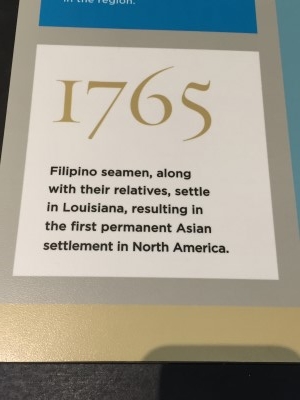 in the region.
1765
Filipino seamen, along
with their relatives, settle
in Louisiana, resulting in
the first permanent Asian
settlement in North America.